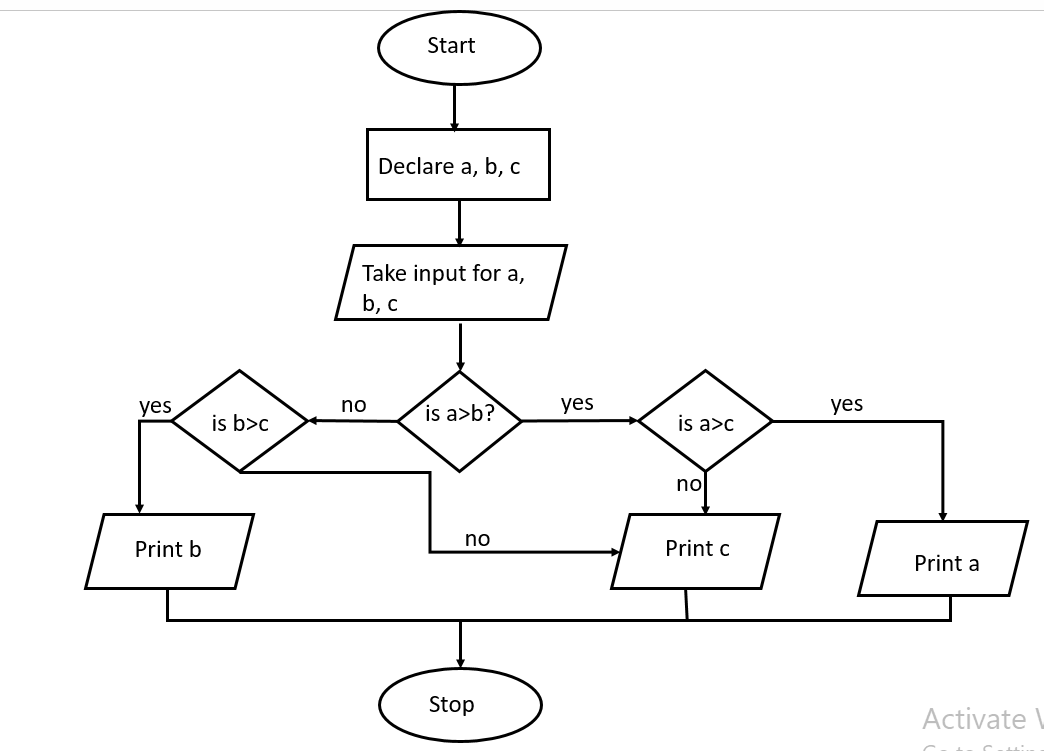 Start
Declare a, b, c
Take input for a,
b, c
is a>b?
no
yes
is b>c
is a>c
yes
yes
no
no
Print b
Print c
Print a
Stop
Activate